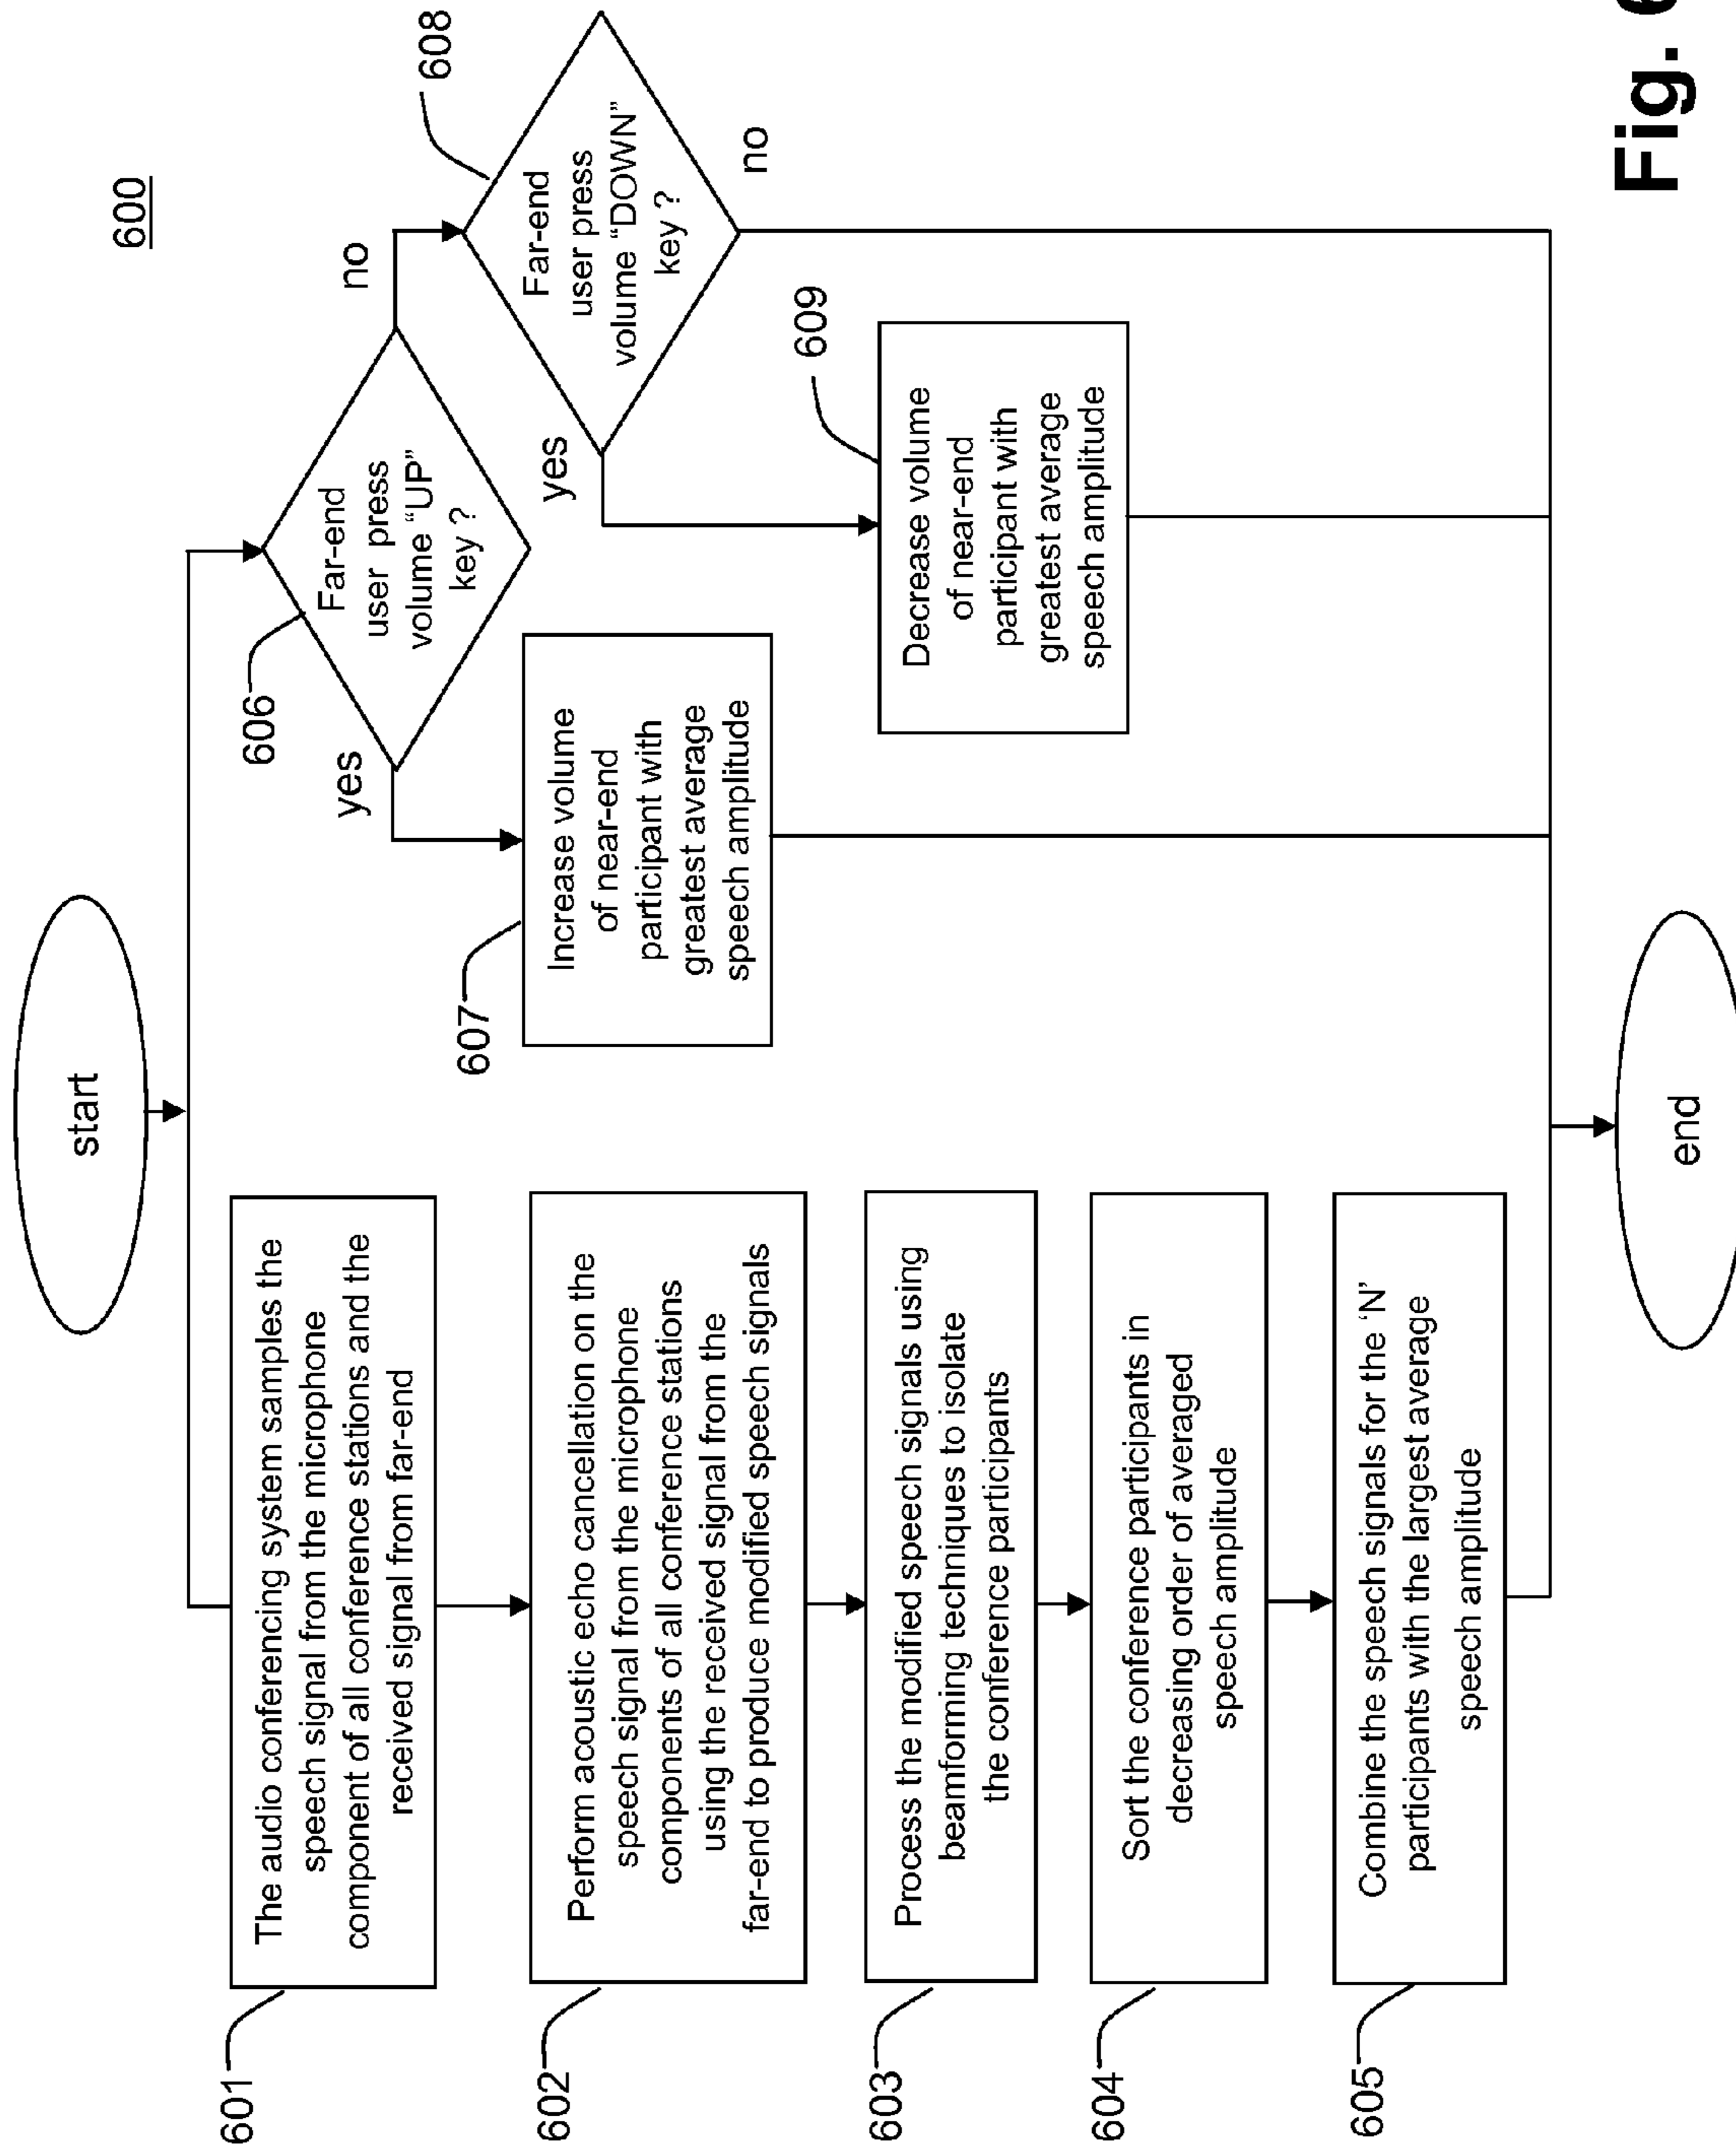 600
start
601
The audio conferencing system samples the
speech signal from the microphone
component of all conference stations and the
received signal from far-end
602
Perform acoustic echo cancellation on the
speech signal from the microphone
components of all conference stations
using the received signal from the
far-end to produce modified speech signals
603
Process the modified speech signals using
beamforming techniques to isolate
the conference participants
604
Sort the conference participants in
decreasing order of averaged
speech amplitude
605
Combine the speech signals for the ‘N’
participants with the largest average
speech amplitude
606
Far-end
user press
volume “UP”
key ?
yes
no
607
Increase volume
of near-end
participant with
greatest average
speech amplitude
608
Far-end
user press
volume “DOWN”
key ?
yes
no
609
Decrease volume
of near-end
participant with
greatest average
speech amplitude
end
Fig.